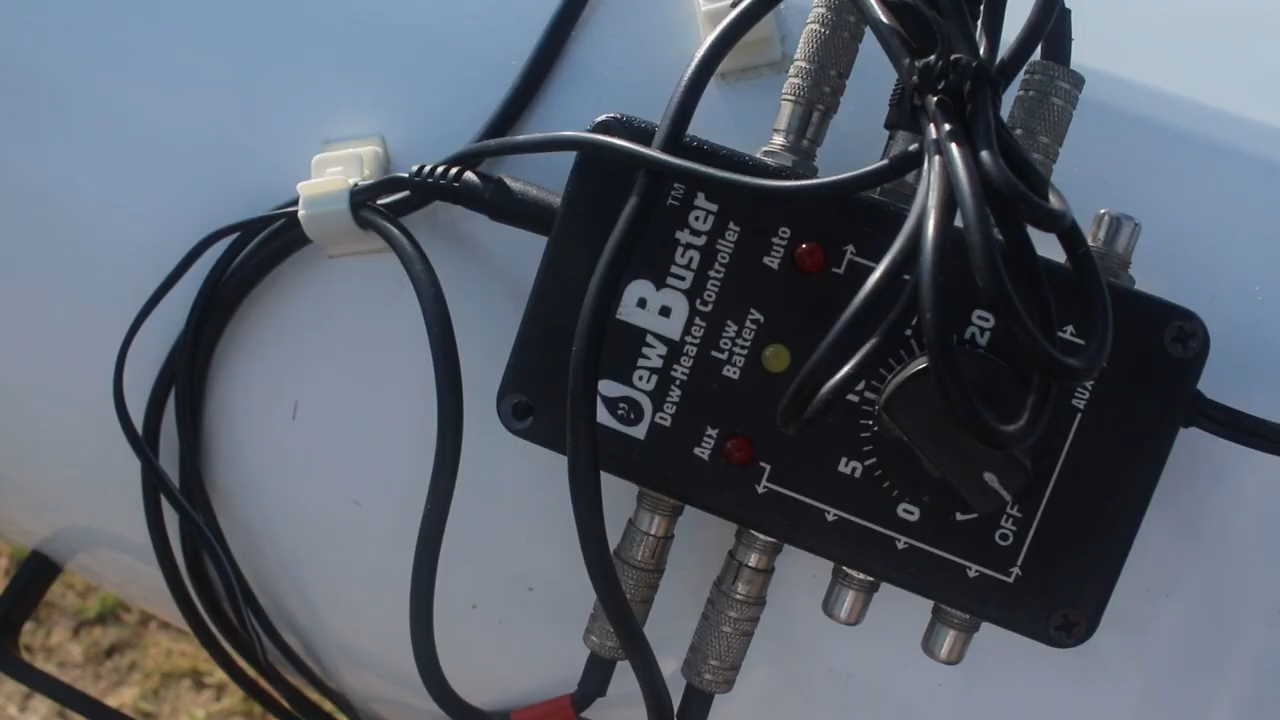 DewBuster™
Dew-Heater Controller
Auto
Low
Battery
Aux
20
5
0
OFF
AUX